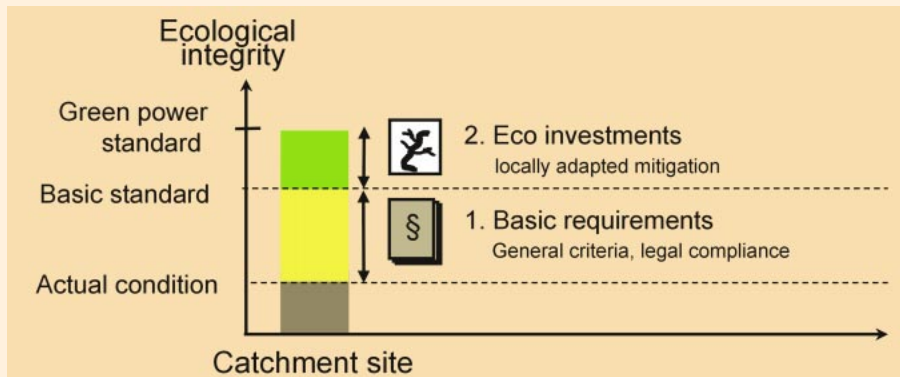 Ecological
integrity
Green power
standard
2. Eco investments
locally adapted mitigation
Basic standard
§
1. Basic requirements
General criteria, legal compliance
Actual condition
Catchment site